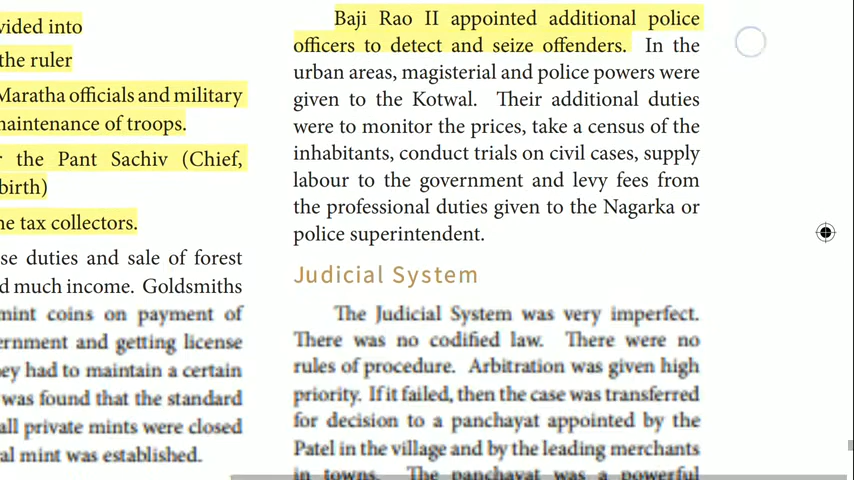 vided into
the ruler
Maratha officials and military
maintenance of troops.
r the Pant Sachiv (Chief,
birth)
he tax collectors.
se duties and sale of forest
d much income. Goldsmiths
mint coins on payment of
ernment and getting license
ey had to maintain a certain
was found that the standard
all private mints were closed
al mint was established.
Baji Rao II appointed additional police
officers to detect and seize offenders. In the
urban areas, magisterial and police powers were
given to the Kotwal. Their additional duties
were to monitor the prices, take a census of the
inhabitants, conduct trials on civil cases, supply
labour to the government and levy fees from
the professional duties given to the Nagarka or
police superintendent.
Judicial System
The Judicial System was very imperfect.
There was no codified law. There were no
rules of procedure. Arbitration was given high
priority. If it failed, then the case was transferred
for decision to a panchayat appointed by the
Patel in the village and by the leading merchants
in towns. The panchayat was a powerful